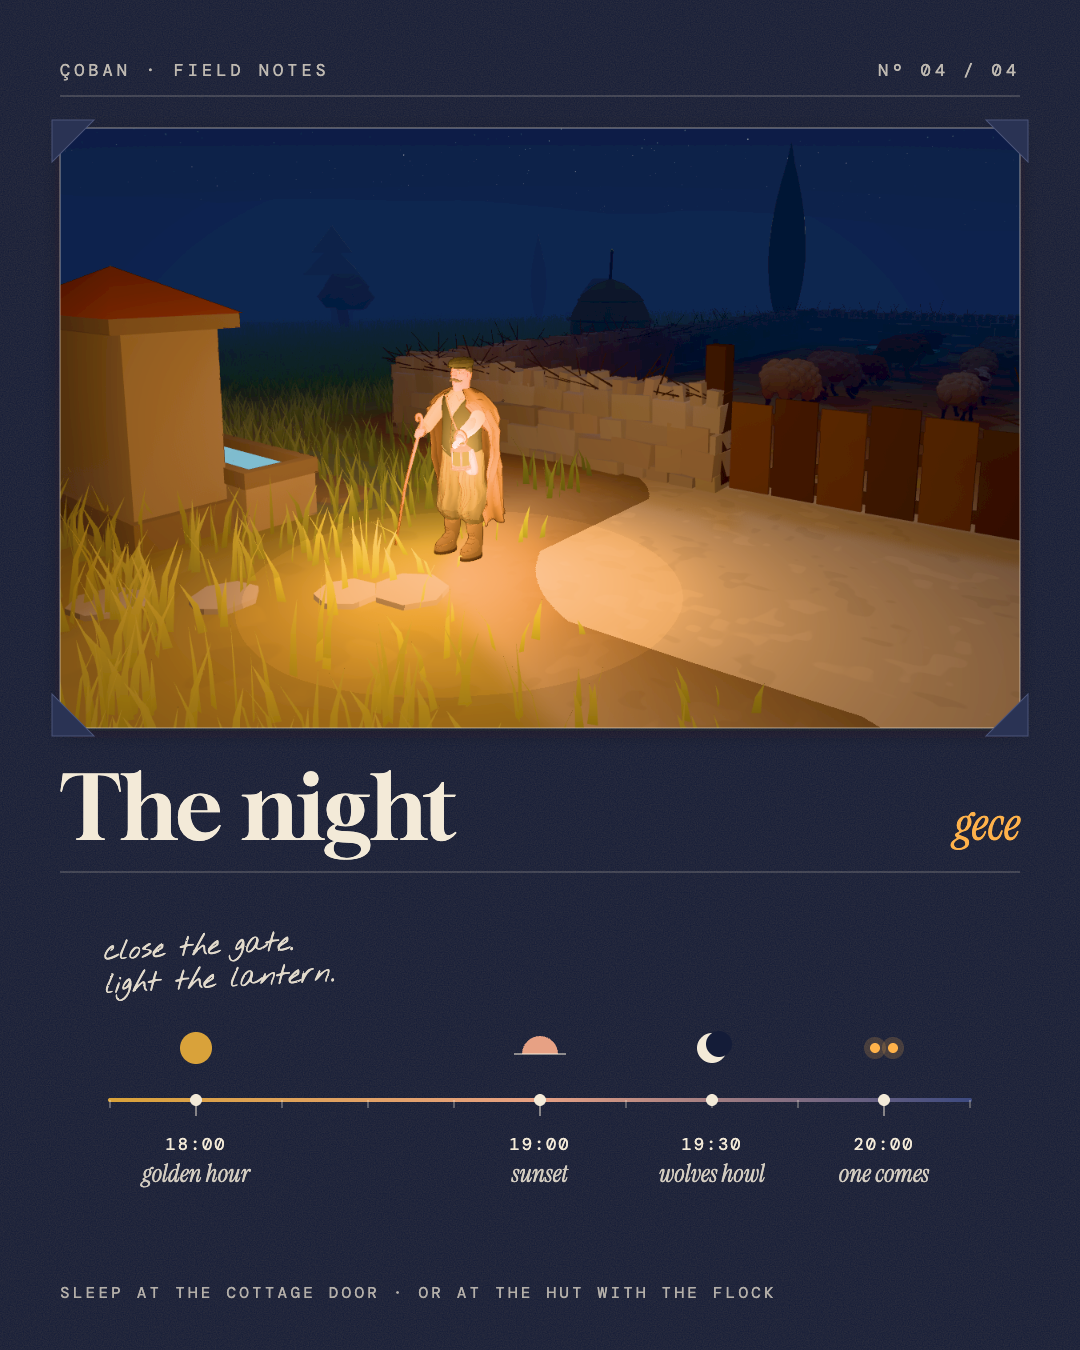 ÇOBAN · FIELD NOTES
Nº 04 / 04
The night
gece
close the gate.
light the lantern.
18:00
golden hour
19:00
sunset
19:30
wolves howl
20:00
one comes
SLEEP AT THE COTTAGE DOOR · OR AT THE HUT WITH THE FLOCK